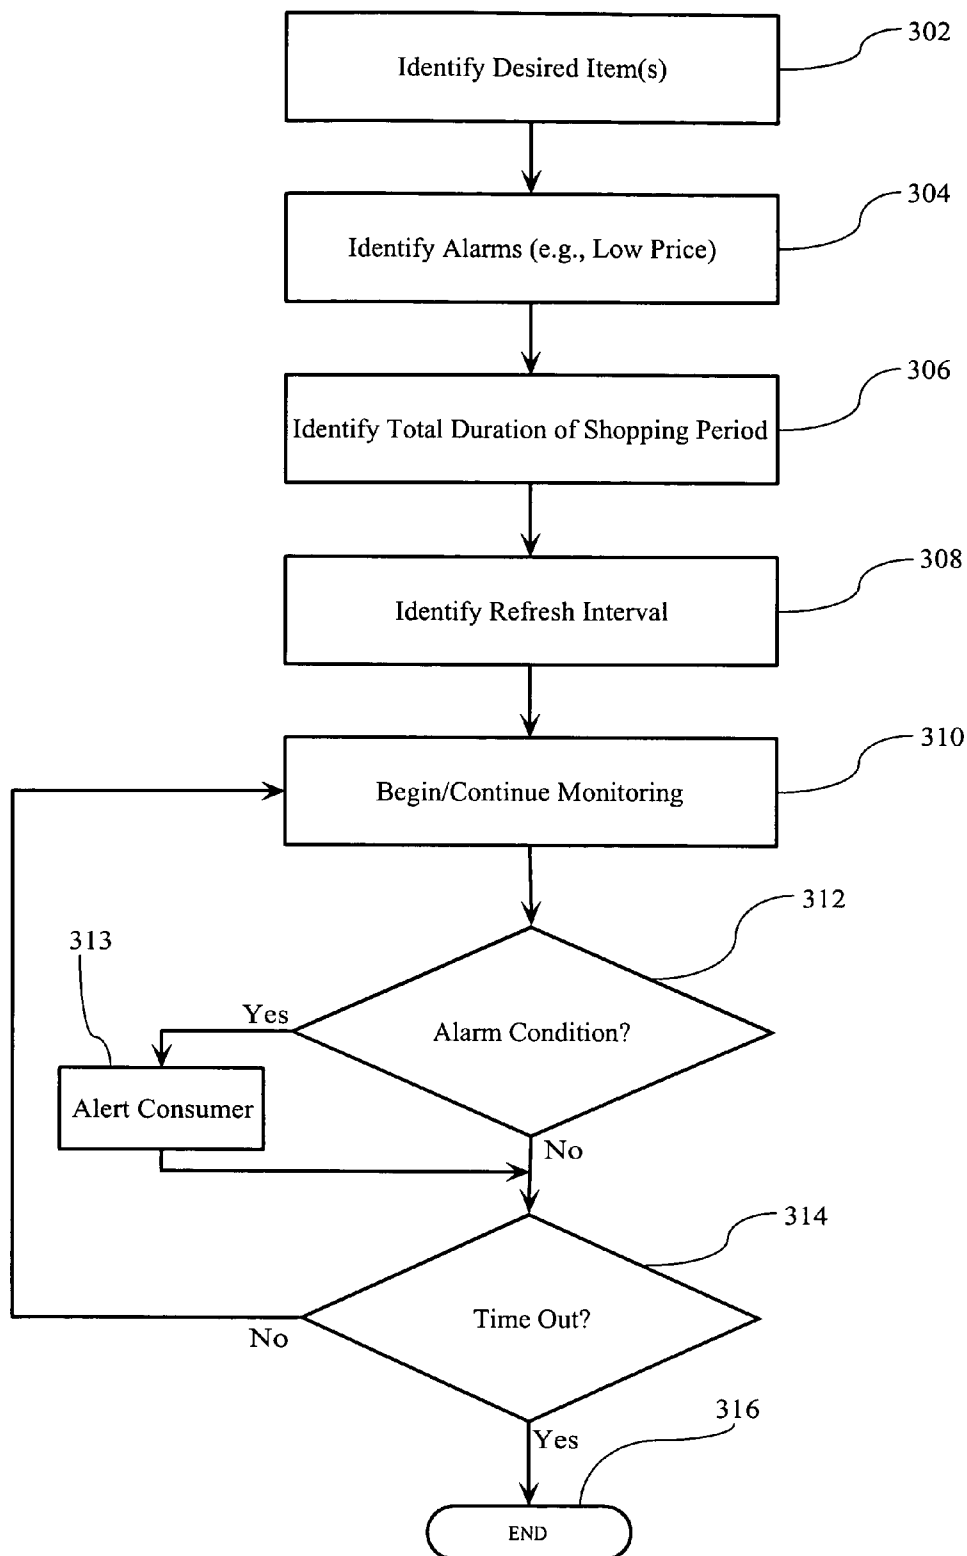 302
Identify Desired Item(s)
304
Identify Alarms (e.g., Low Price)
306
Identify Total Duration of Shopping Period
308
Identify Refresh Interval
310
Begin/Continue Monitoring
312
313
Yes
Alarm Condition?
Alert Consumer
No
314
Time Out?
No
316
Yes
END